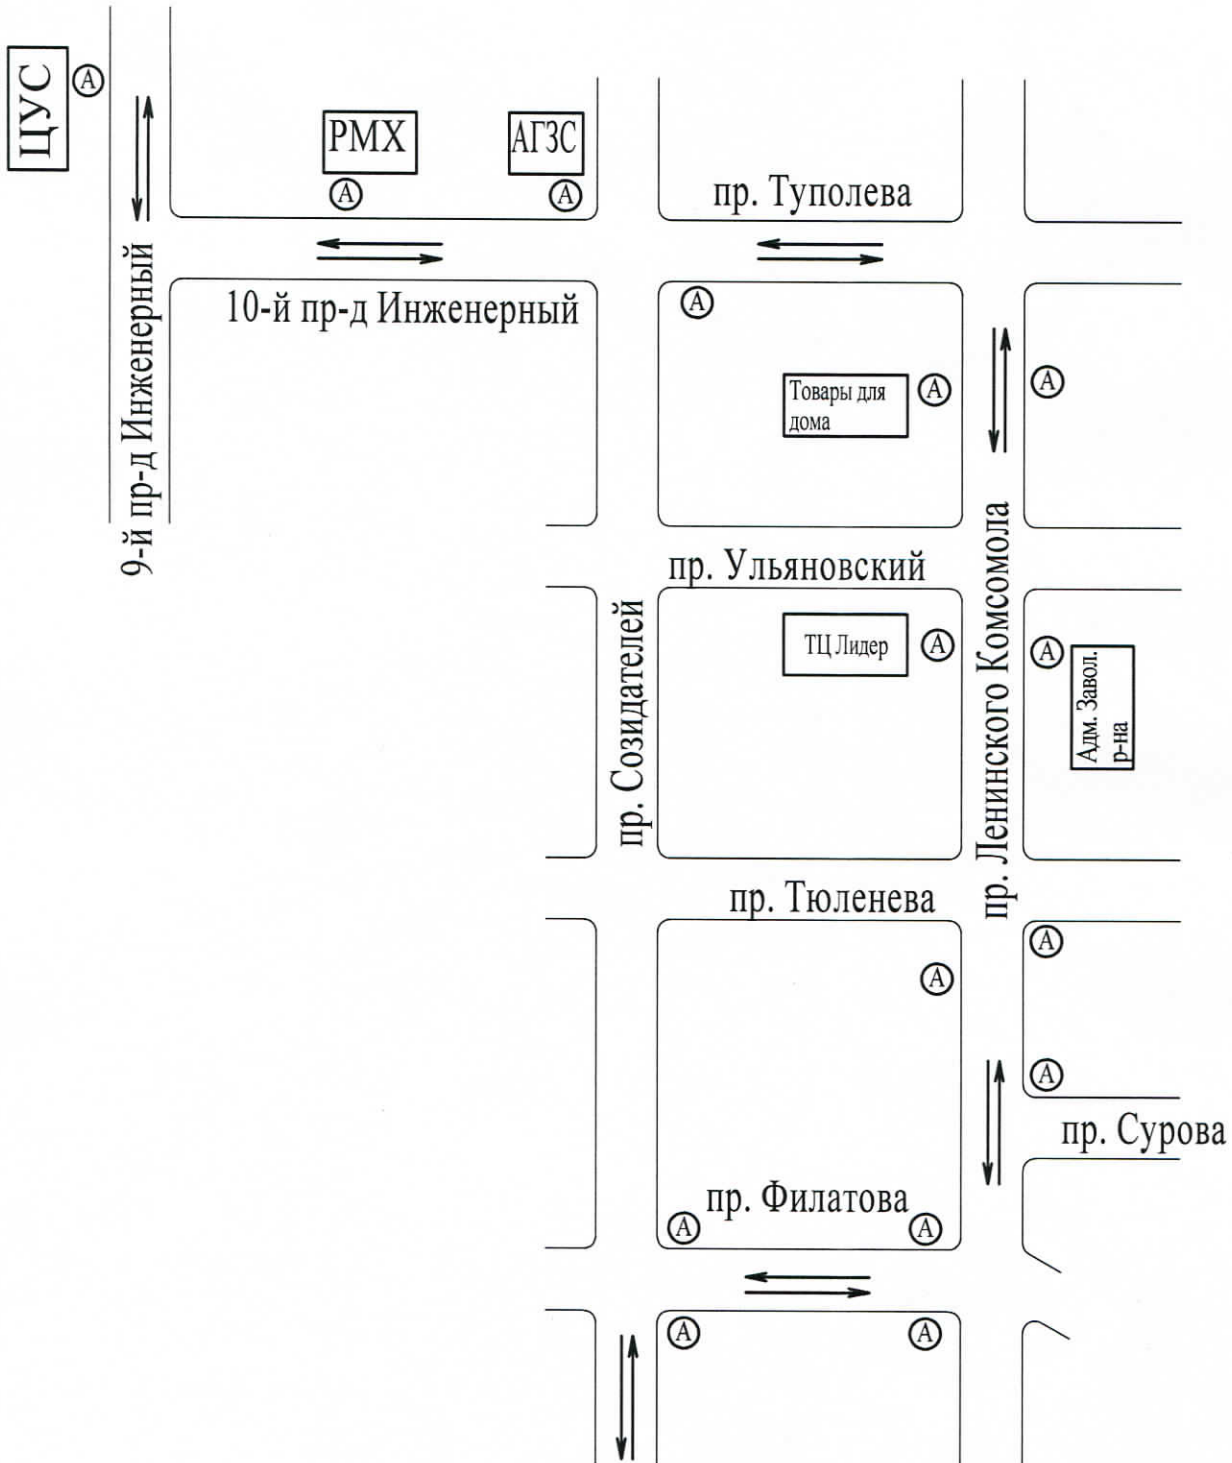 ЦУС
А
РМХ
А
АГЗС
А
пр. Туполева
9-й пр-д Инженерный
10-й пр-д Инженерный
А
Товары для
дома
А
А
пр. Ульяновский
пр. Созидателей
ТЦ Лидер
А
пр. Ленинского Комсомола
А
Адм. Завол.
р-на
пр. Тюленева
А
А
А
пр. Сурова
пр. Филатова
А
А
А
А